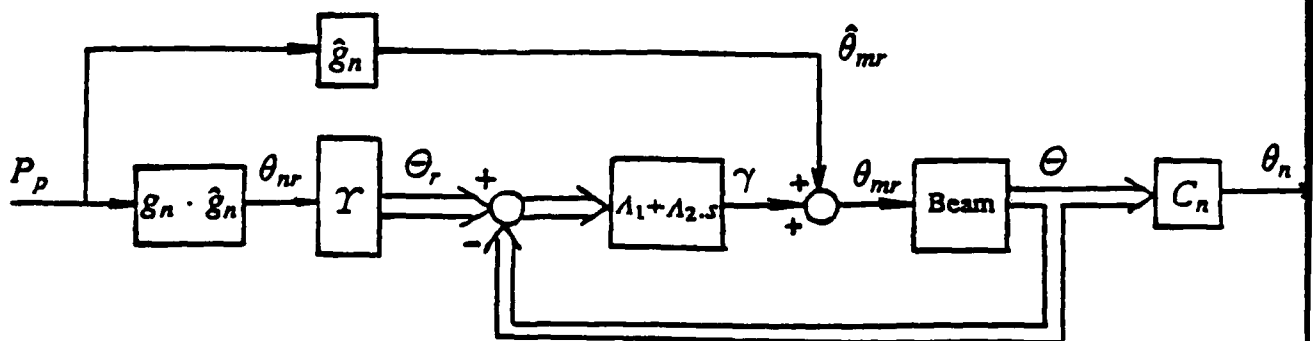 ĝₙ
θ̂ₘᵣ
Pₚ
gₙ · ĝₙ
θₙᵣ
ϒ
Θᵣ
+
-
Λ₁+Λ₂.s
γ
+
+
θₘᵣ
Beam
Θ
Cₙ
θₙ